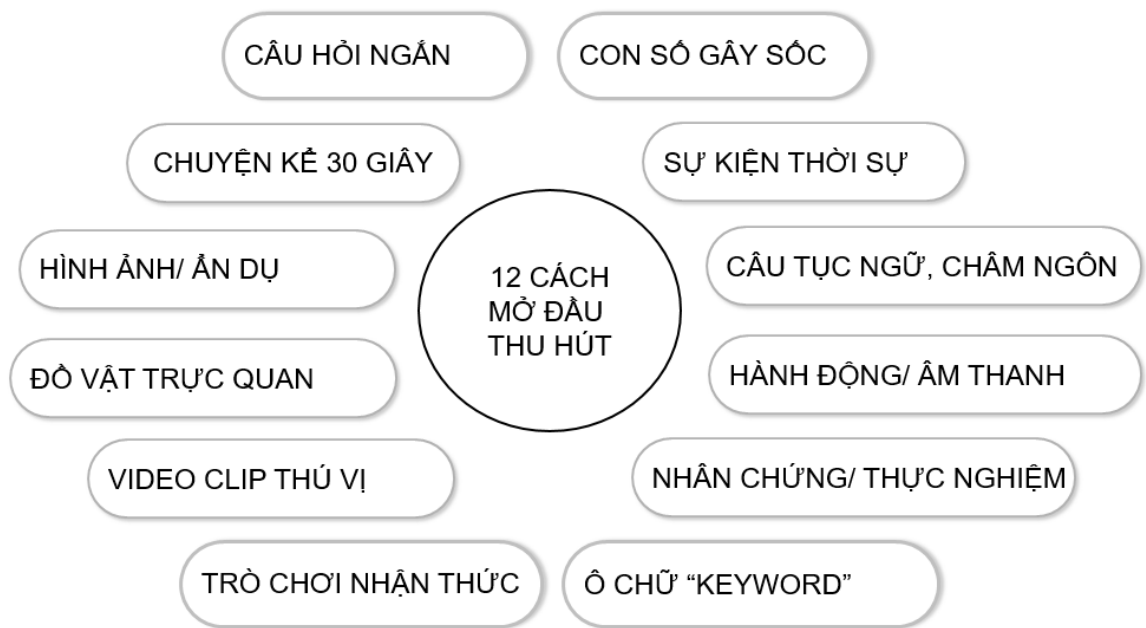 CÂU HỎI NGẮN
CON SỐ GÂY SỐC
CHUYỆN KỂ 30 GIÂY
SỰ KIỆN THỜI SỰ
HÌNH ẢNH/ ẨN DỤ
12 CÁCH
MỞ ĐẦU
THU HÚT
CÂU TỤC NGỮ, CHÂM NGÔN
ĐỒ VẬT TRỰC QUAN
HÀNH ĐỘNG/ ÂM THANH
VIDEO CLIP THÚ VỊ
NHÂN CHỨNG/ THỰC NGHIỆM
TRÒ CHƠI NHẬN THỨC
Ô CHỮ “KEYWORD”